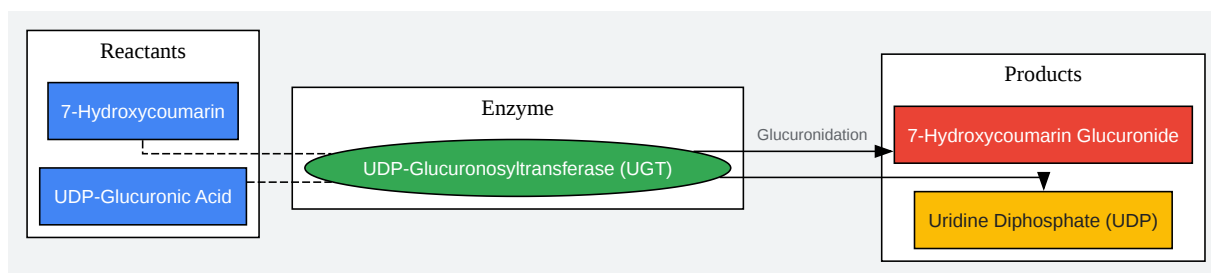 Reactants
7-Hydroxycoumarin
UDP-Glucuronic Acid
Enzyme
UDP-Glucuronosyltransferase (UGT)
Glucuronidation
Products
7-Hydroxycoumarin Glucuronide
Uridine Diphosphate (UDP)